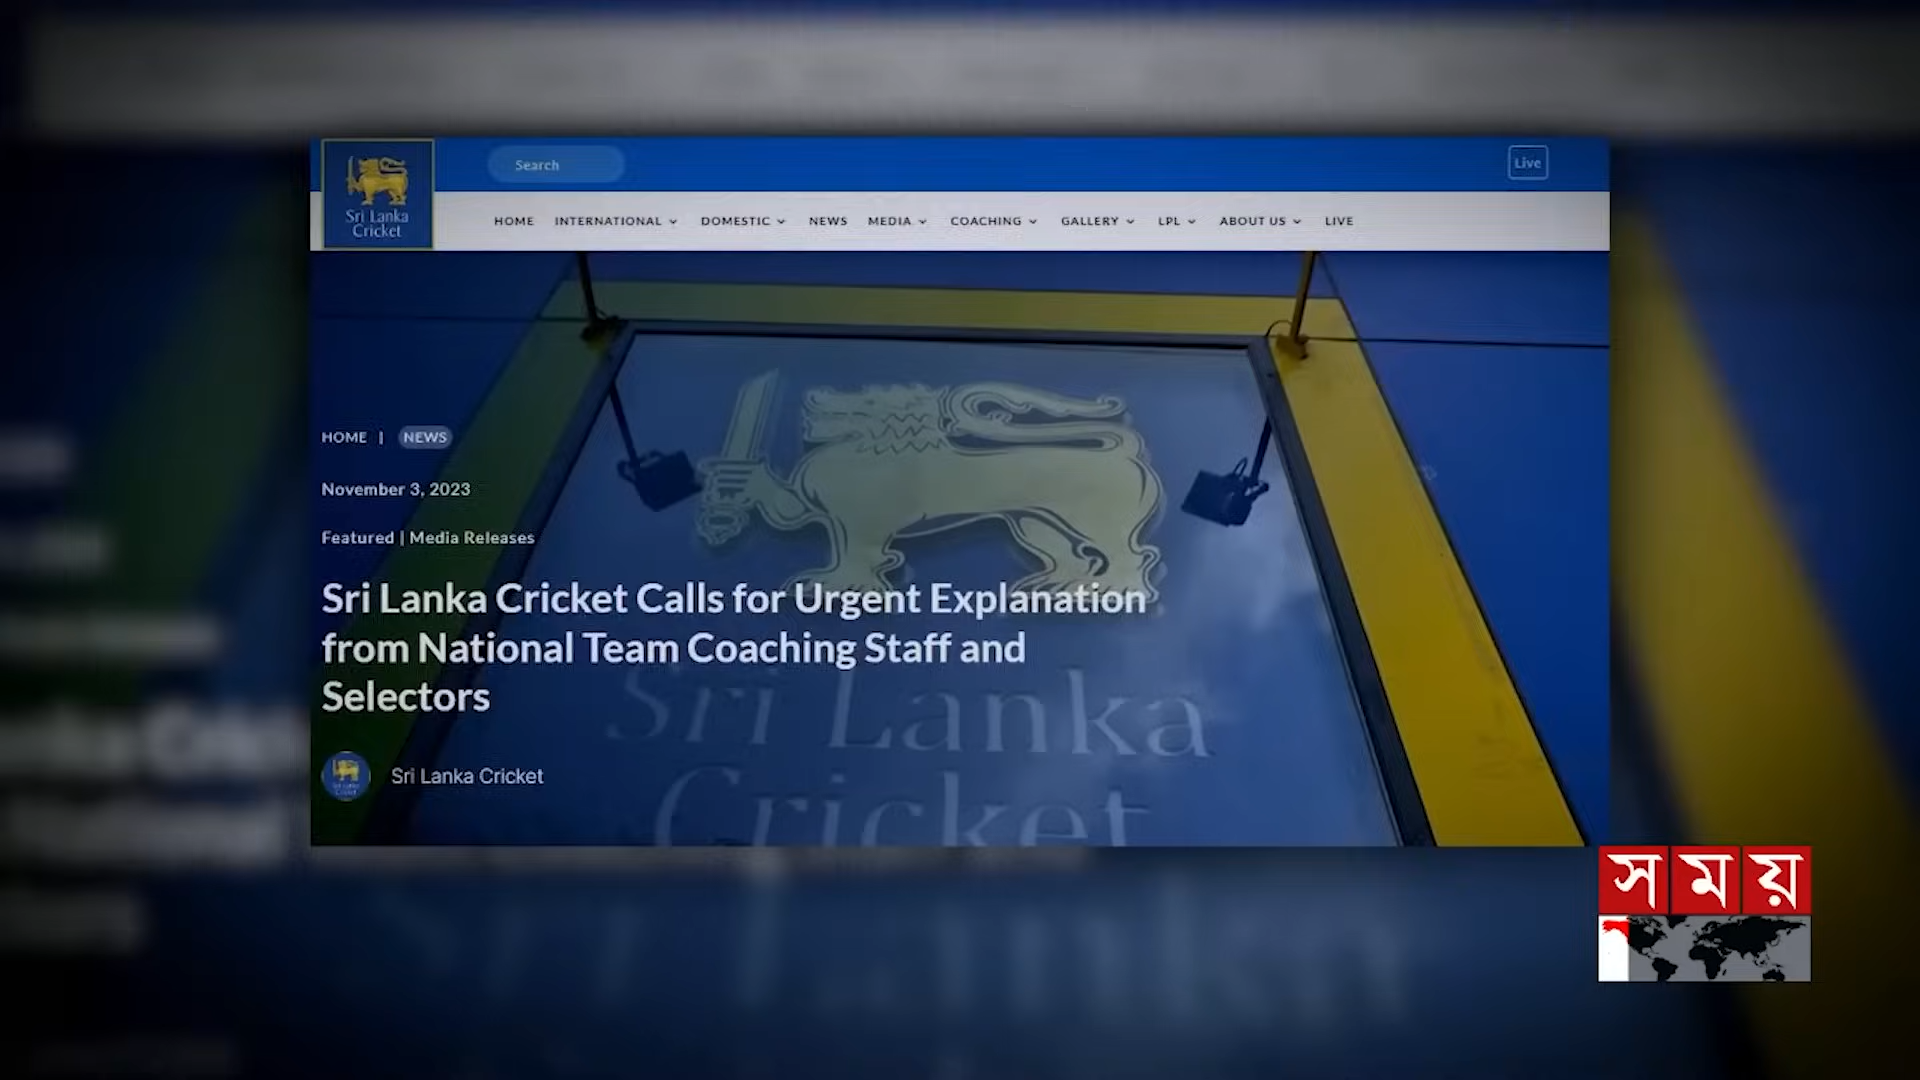 Sri Lanka
Cricket
Search
Live
HOME INTERNATIONAL DOMESTIC NEWS MEDIA COACHING GALLERY LPL ABOUT US LIVE
HOME | NEWS
November 3, 2023
Featured | Media Releases
Sri Lanka Cricket Calls for Urgent Explanation
from National Team Coaching Staff and
Selectors
Sri Lanka
Cricket
Sri Lanka Cricket
সময়